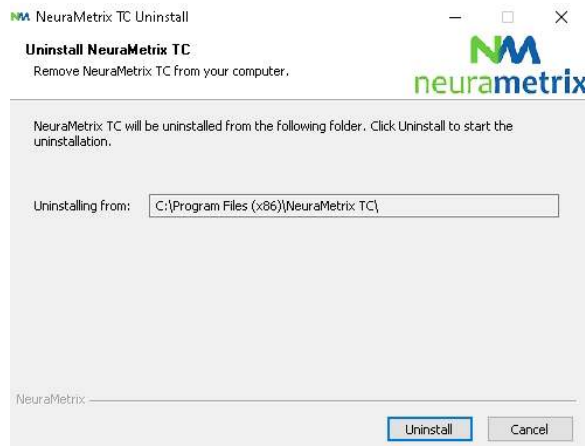 NM NeuraMetrix TC Uninstall
Uninstall NeuraMetrix TC
Remove NeuraMetrix TC from your computer.
NM
neurametrix
NeuraMetrix TC will be uninstalled from the following folder. Click Uninstall to start the
uninstallation.
Uninstalling from: C:\Program Files (x86)\NeuraMetrix TC\
NeuraMetrix
Uninstall Cancel